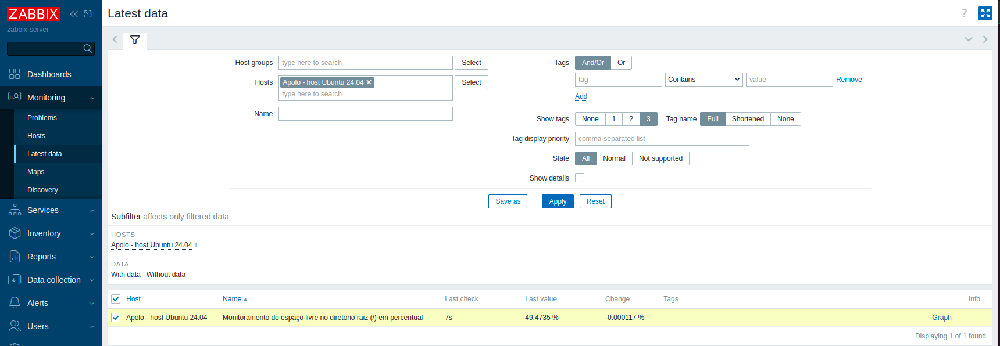 ZABBIX
zabbix-server
Dashboards
Monitoring
Problems
Hosts
Latest data
Maps
Discovery
Services
Inventory
Reports
Data collection
Alerts
Users
Latest data
?
Host groups type here to search Select
Hosts Apolo - host Ubuntu 24.04 Select
type here to search
Name
Tags And/Or Or
tag Contains value Remove
Add
Show tags None 1 2 3 Tag name Full Shortened None
Tag display priority comma-separated list
State All Normal Not supported
Show details
Save as Apply Reset
Subfilter affects only filtered data
HOSTS
Apolo - host Ubuntu 24.04 1
DATA
With data Without data
Host Name Last check Last value Change Tags Info
Apolo - host Ubuntu 24.04 Monitoramento do espaço livre no diretório raiz (/) em percentual 7s 49.4735 % -0.000117 % Graph
Displaying 1 of 1 found